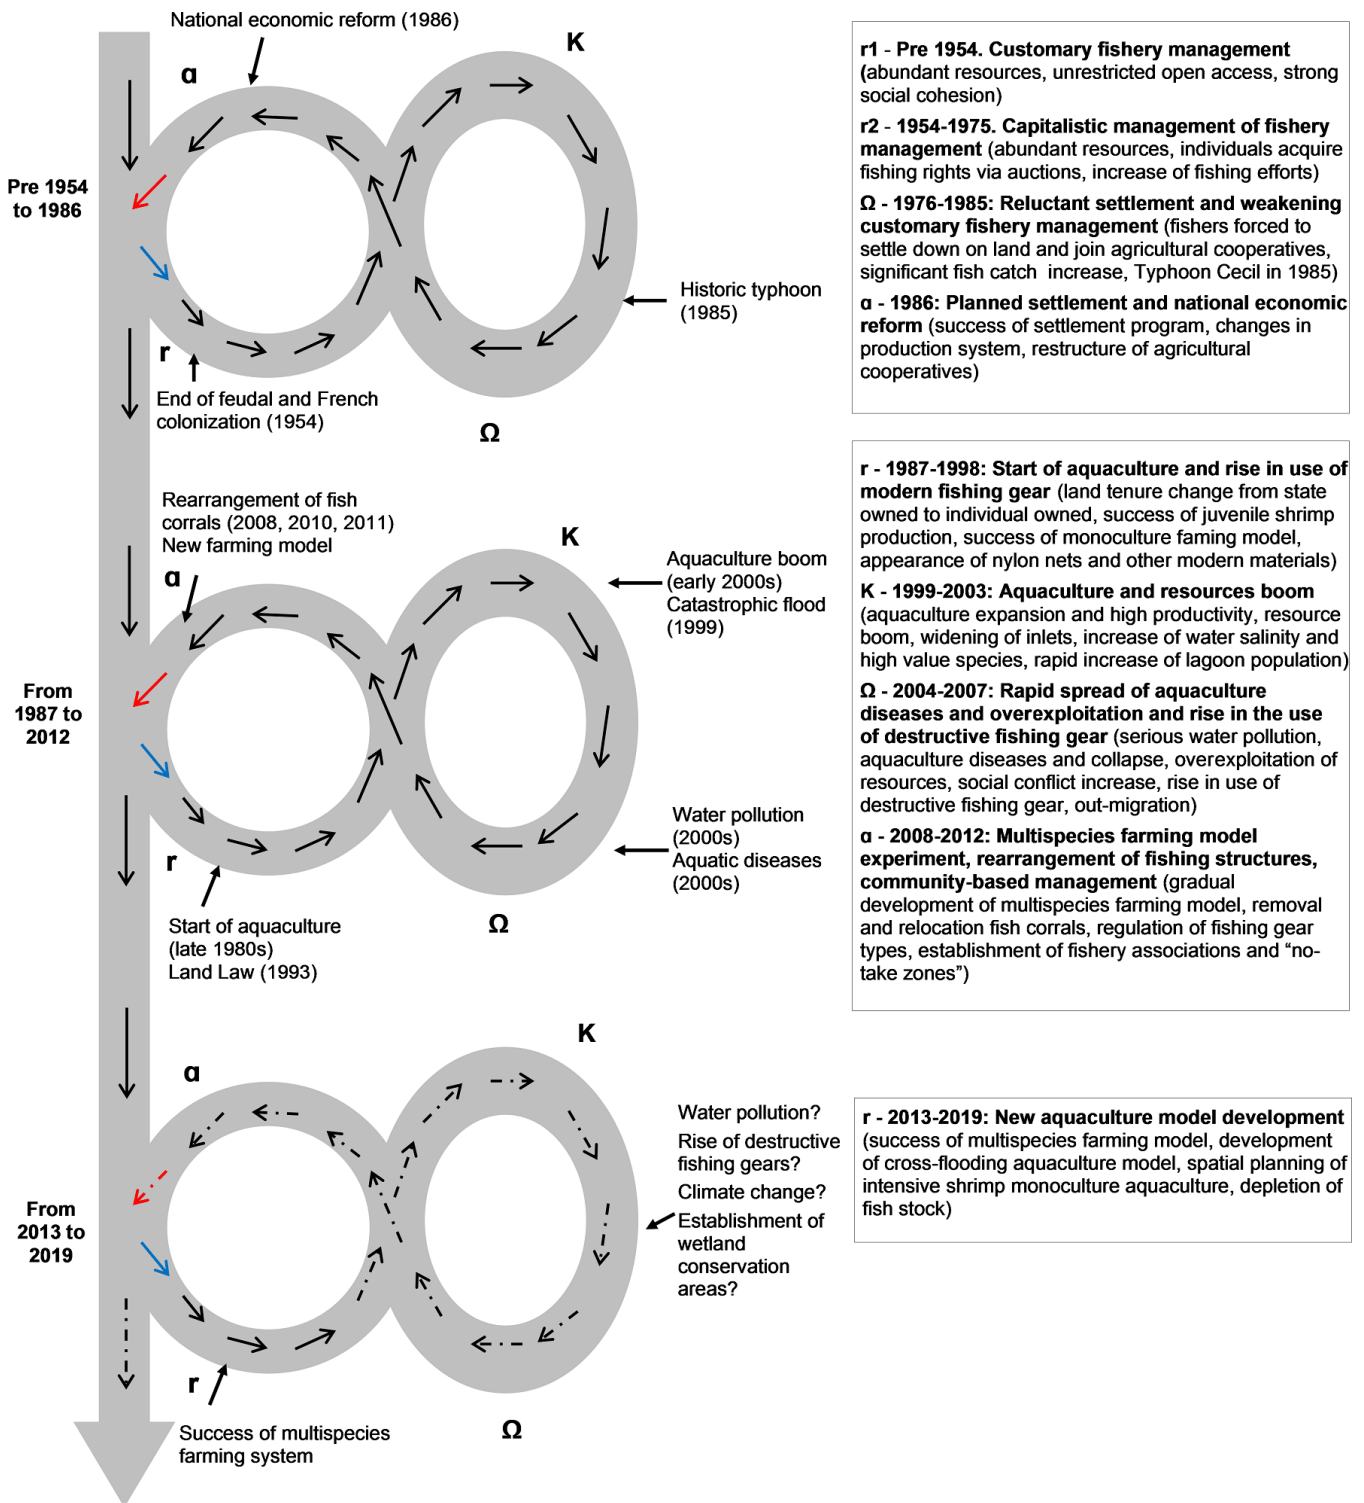 National economic reform (1986)
K
ɑ
Pre 1954
to 1986
Historic typhoon
(1985)
r
End of feudal and French
colonization (1954)
Ω
r1 - Pre 1954. Customary fishery management
(abundant resources, unrestricted open access, strong
social cohesion)
r2 - 1954-1975. Capitalistic management of fishery
management (abundant resources, individuals acquire
fishing rights via auctions, increase of fishing efforts)
Ω - 1976-1985: Reluctant settlement and weakening
customary fishery management (fishers forced to
settle down on land and join agricultural cooperatives,
significant fish catch increase, Typhoon Cecil in 1985)
ɑ - 1986: Planned settlement and national economic
reform (success of settlement program, changes in
production system, restructure of agricultural
cooperatives)
Rearrangement of fish
corrals (2008, 2010, 2011)
New farming model
K
ɑ
Aquaculture boom
(early 2000s)
Catastrophic flood
(1999)
From
1987 to
2012
Water pollution
(2000s)
Aquatic diseases
(2000s)
r
Start of aquaculture
(late 1980s)
Land Law (1993)
Ω
r - 1987-1998: Start of aquaculture and rise in use of
modern fishing gear (land tenure change from state
owned to individual owned, success of juvenile shrimp
production, success of monoculture faming model,
appearance of nylon nets and other modern materials)
K - 1999-2003: Aquaculture and resources boom
(aquaculture expansion and high productivity, resource
boom, widening of inlets, increase of water salinity and
high value species, rapid increase of lagoon population)
Ω - 2004-2007: Rapid spread of aquaculture
diseases and overexploitation and rise in the use
of destructive fishing gear (serious water pollution,
aquaculture diseases and collapse, overexploitation of
resources, social conflict increase, rise in use of
destructive fishing gear, out-migration)
ɑ - 2008-2012: Multispecies farming model
experiment, rearrangement of fishing structures,
community-based management (gradual
development of multispecies farming model, removal
and relocation fish corrals, regulation of fishing gear
types, establishment of fishery associations and “no-
take zones”)
K
ɑ
Water pollution?
Rise of destructive
fishing gears?
Climate change?
Establishment of
wetland
conservation
areas?
From
2013 to
2019
r
Success of multispecies
farming system
Ω
r - 2013-2019: New aquaculture model development
(success of multispecies farming model, development
of cross-flooding aquaculture model, spatial planning of
intensive shrimp monoculture aquaculture, depletion of
fish stock)